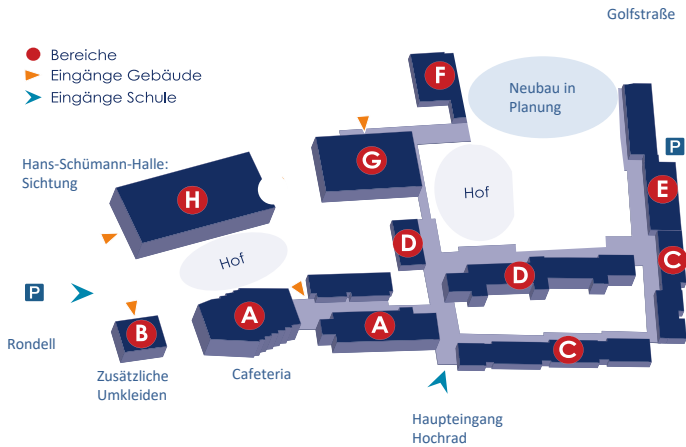 Golfstraße
Bereiche
Eingänge Gebäude
Eingänge Schule
F
Neubau in
Planung
P
Hans-Schümann-Halle:
Sichtung
G
H
Hof
E
D
Hof
D
C
P
A
A
B
Rondell
C
Zusätzliche
Umkleiden
Cafeteria
Haupteingang
Hochrad